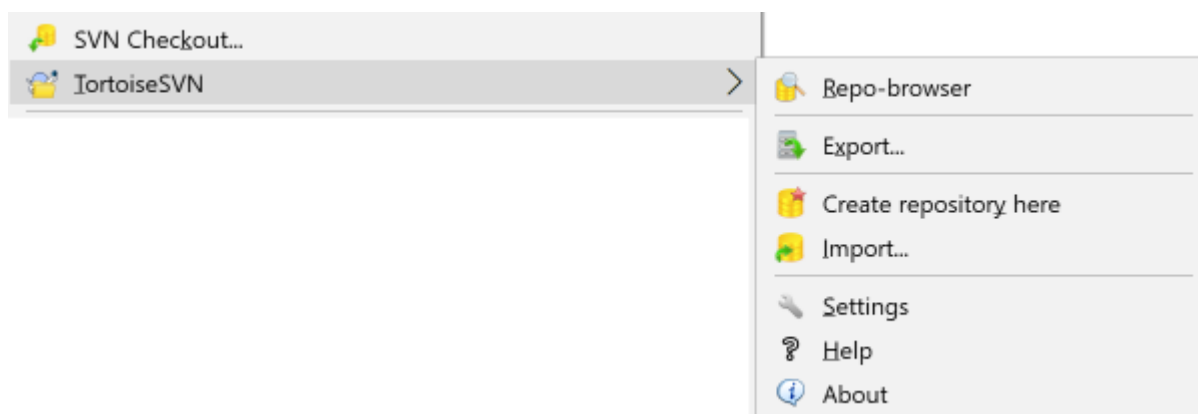 SVN Checkout...
TortoiseSVN
Repo-browser
Export...
Create repository here
Import...
Settings
Help
About